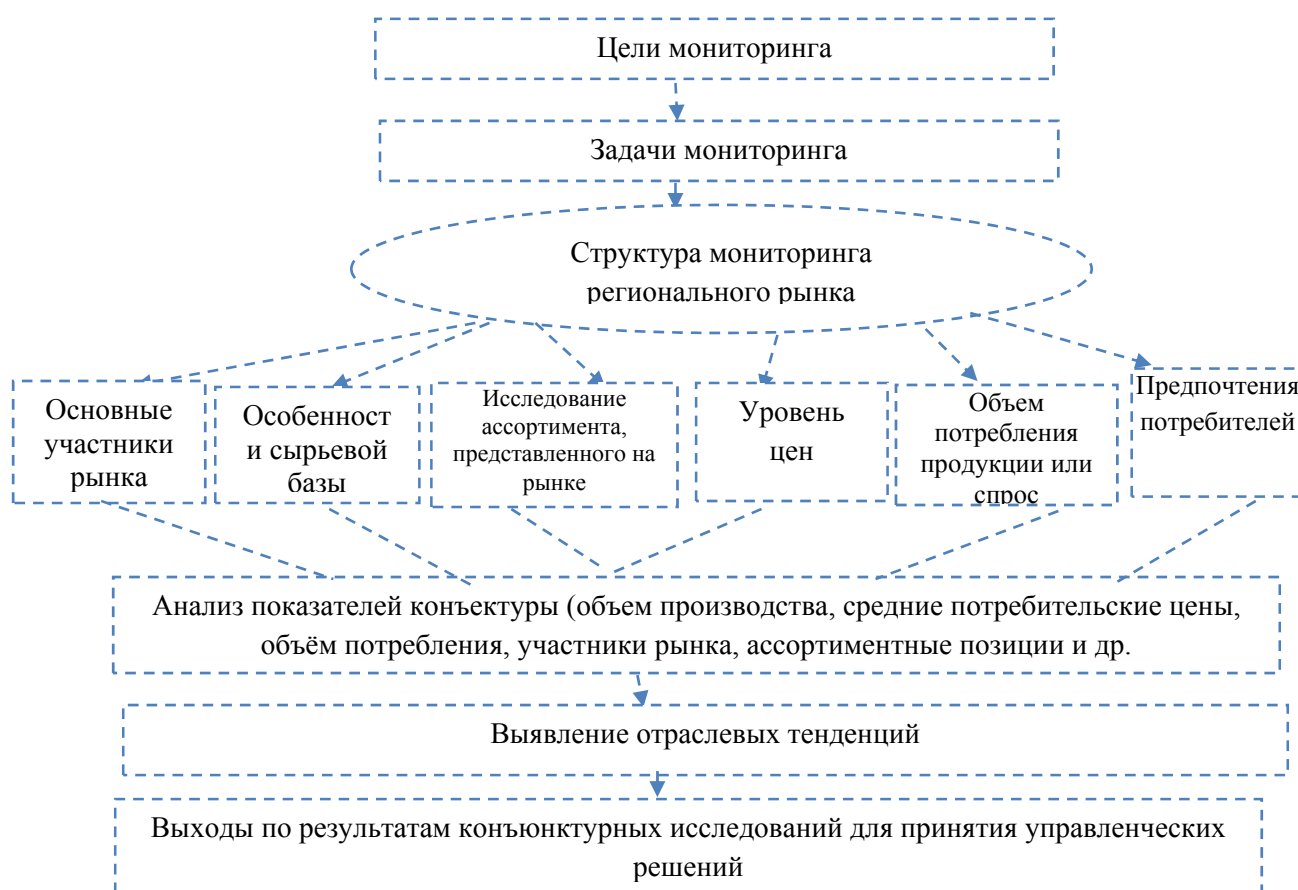 Цели мониторинга
Задачи мониторинга
Структура мониторинга
регионального рынка
Основные
участники
рынка
Особенност
и сырьевой
базы
Исследование
ассортимента,
представленного на
рынке
Уровень
цен
Объем
потребления
продукции или
спрос
Предпочтения
потребителей
Анализ показателей конъектуры (объем производства, средние потребительские цены,
объём потребления, участники рынка, ассортиментные позиции и др.
Выявление отраслевых тенденций
Выходы по результатам конъюнктурных исследований для принятия управленческих
решений